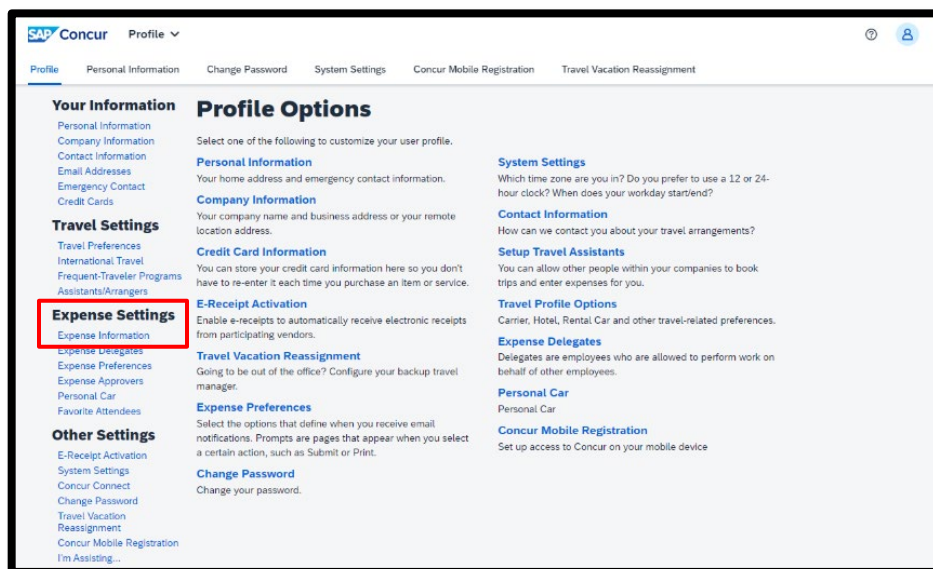 SAP Concur Profile
Profile Personal Information Change Password System Settings Concur Mobile Registration Travel Vacation Reassignment
Your Information
Personal Information
Company Information
Contact Information
Email Addresses
Emergency Contact
Credit Cards
Travel Settings
Travel Preferences
International Travel
Frequent-Traveler Programs
Assistants/Arrangers
Expense Settings
Expense Information
Expense Delegates
Expense Preferences
Expense Approvers
Personal Car
Favorite Attendees
Other Settings
E-Receipt Activation
System Settings
Concur Connect
Change Password
Travel Vacation
Reassignment
Concur Mobile Registration
I'm Assisting...
Profile Options
Select one of the following to customize your user profile.
Personal Information
Your home address and emergency contact information.
Company Information
Your company name and business address or your remote
location address.
Credit Card Information
You can store your credit card information here so you don't
have to re-enter it each time you purchase an item or service.
E-Receipt Activation
Enable e-receipts to automatically receive electronic receipts
from participating vendors.
Travel Vacation Reassignment
Going to be out of the office? Configure your backup travel
manager.
Expense Preferences
Select the options that define when you receive email
notifications. Prompts are pages that appear when you select
a certain action, such as Submit or Print.
Change Password
Change your password.
System Settings
Which time zone are you in? Do you prefer to use a 12 or 24-
hour clock? When does your workday start/end?
Contact Information
How can we contact you about your travel arrangements?
Setup Travel Assistants
You can allow other people within your companies to book
trips and enter expenses for you.
Travel Profile Options
Carrier, Hotel, Rental Car and other travel-related preferences.
Expense Delegates
Delegates are employees who are allowed to perform work on
behalf of other employees.
Personal Car
Personal Car
Concur Mobile Registration
Set up access to Concur on your mobile device